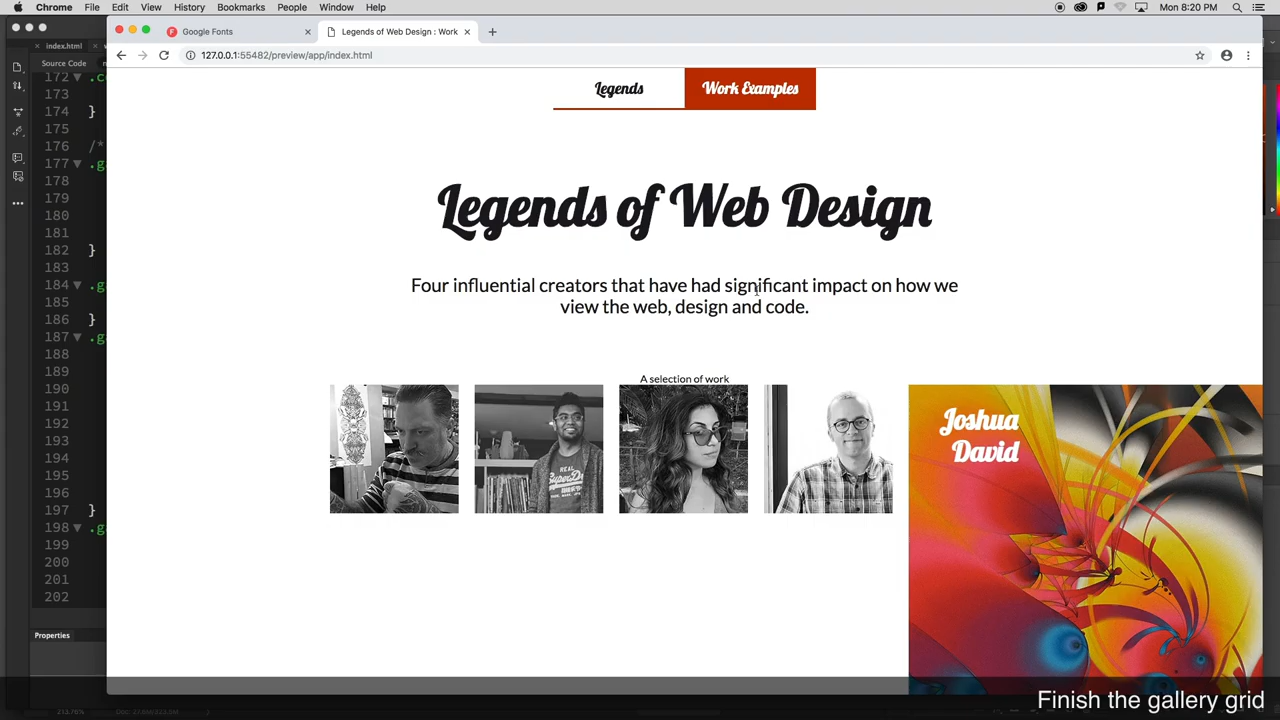 Chrome File Edit View History Bookmarks People Window Help Mon 8:20 PM
index.html Google Fonts Legends of Web Design : Work
Source Code 127.0.0.1:55482/preview/app/index.html
172 .c
173
174 }
175
176 /*
177 .g
178
179
180
181
182 }
183
184 .g
185
186 }
187 .g
188
189
190
191
192
193
194
195
196
197 }
198 .g
199
200
201
202
Properties
Legends Work Examples
Legends of Web Design
Four influential creators that have had significant impact on how we
view the web, design and code.
A selection of work
REAL
Joshua
David
213.76%
Finish the gallery grid